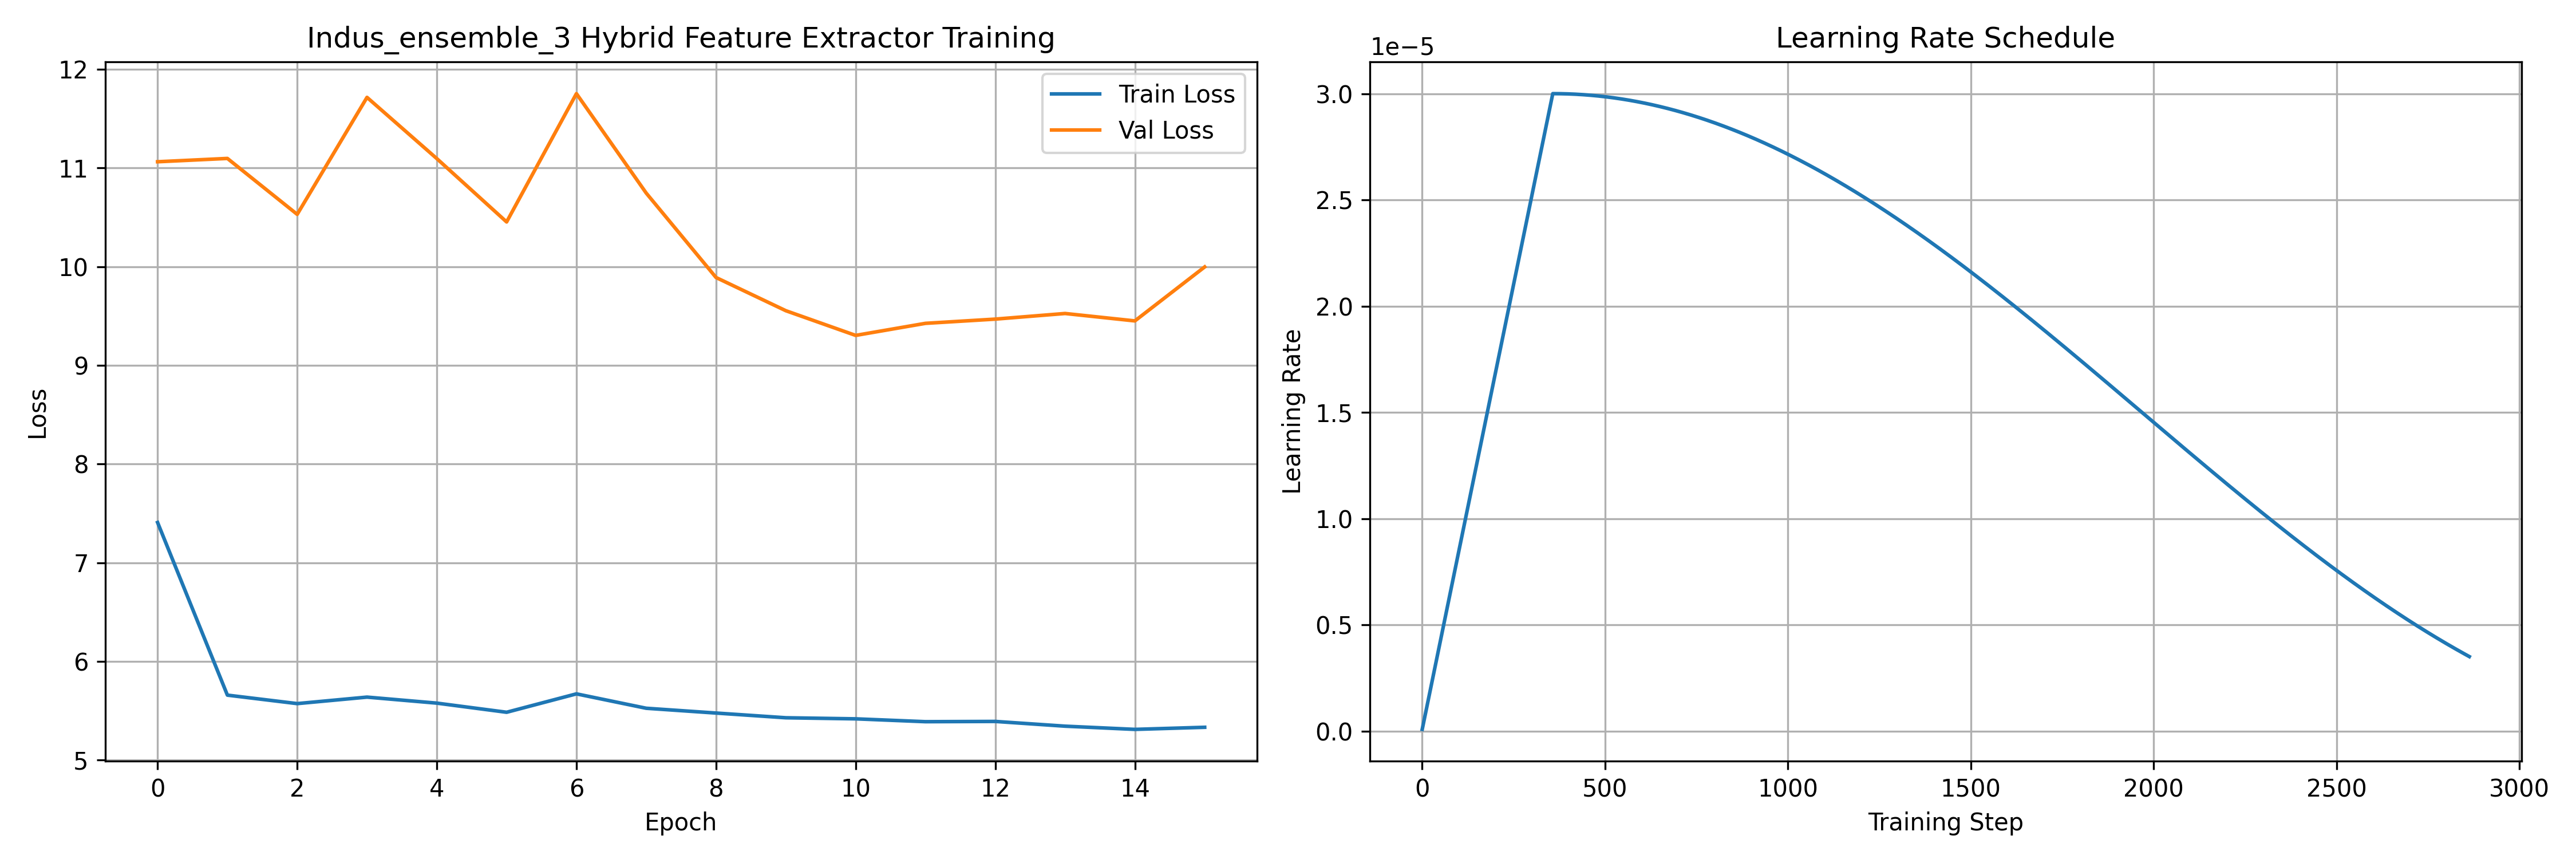 Indus_ensemble_3 Hybrid Feature Extractor Training
12
11
10
9
8
7
6
5
Loss
Train Loss
Val Loss
0 2 4 6 8 10 12 14
Epoch
Learning Rate Schedule
1e−5
3.0
2.5
2.0
1.5
1.0
0.5
0.0
Learning Rate
0 500 1000 1500 2000 2500 3000
Training Step